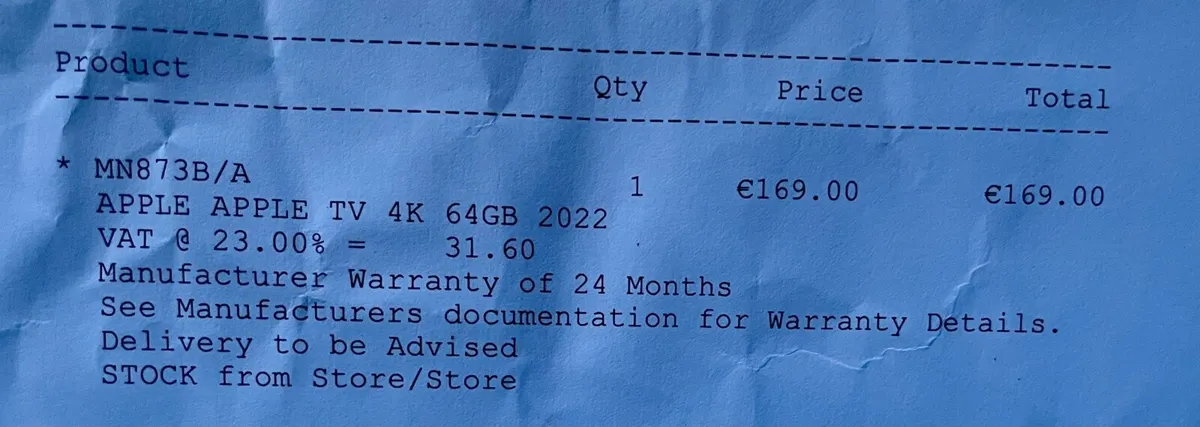 Product Qty Price Total
* MN873B/A 1 €169.00 €169.00
APPLE APPLE TV 4K 64GB 2022
VAT @ 23.00% = 31.60
Manufacturer Warranty of 24 Months
See Manufacturers documentation for Warranty Details.
Delivery to be Advised
STOCK from Store/Store